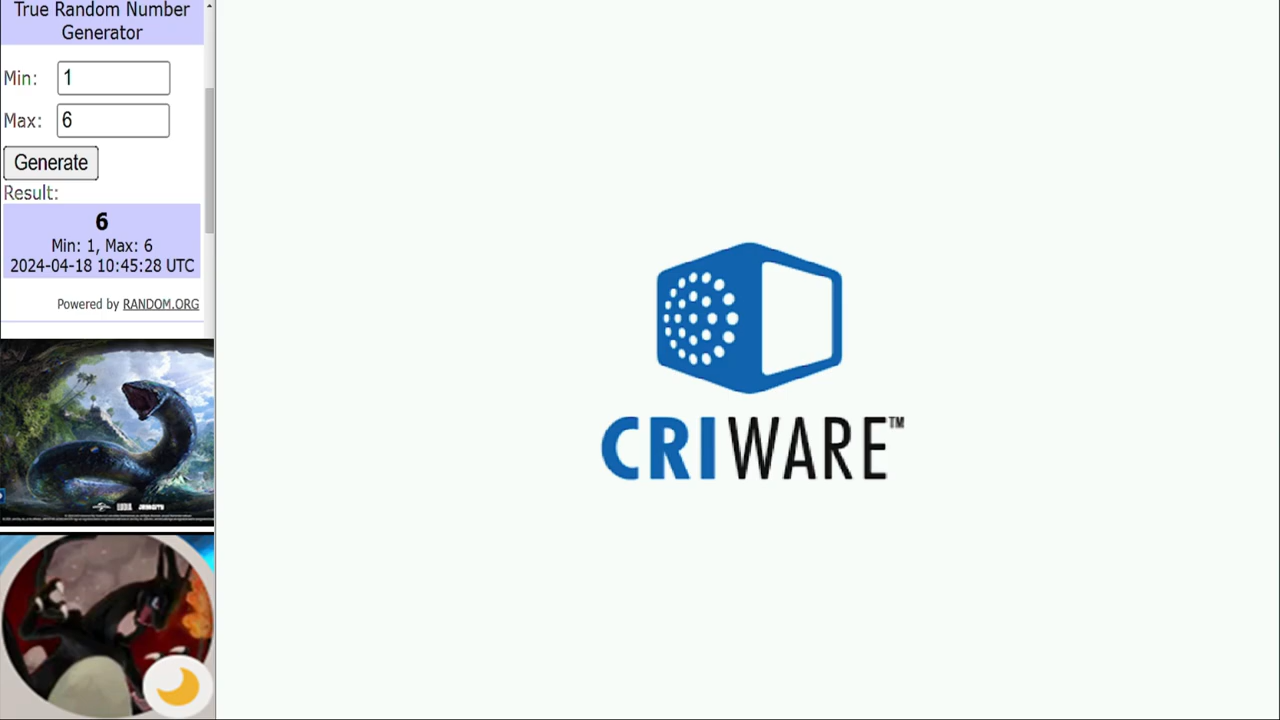 True Random Number
Generator
Min: 1
Max: 6
Generate
Result:
6
Min: 1, Max: 6
2024-04-18 10:45:28 UTC
Powered by RANDOM.ORG
CRIWARE™